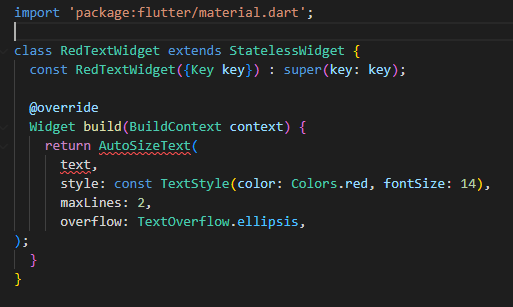 import 'package:flutter/material.dart';
class RedTextWidget extends StatelessWidget {
  const RedTextWidget({Key key}) : super(key: key);
  @override
  Widget build(BuildContext context) {
    return AutoSizeText(
      text,
      style: const TextStyle(color: Colors.red, fontSize: 14),
      maxLines: 2,
      overflow: TextOverflow.ellipsis,
);
  }
}